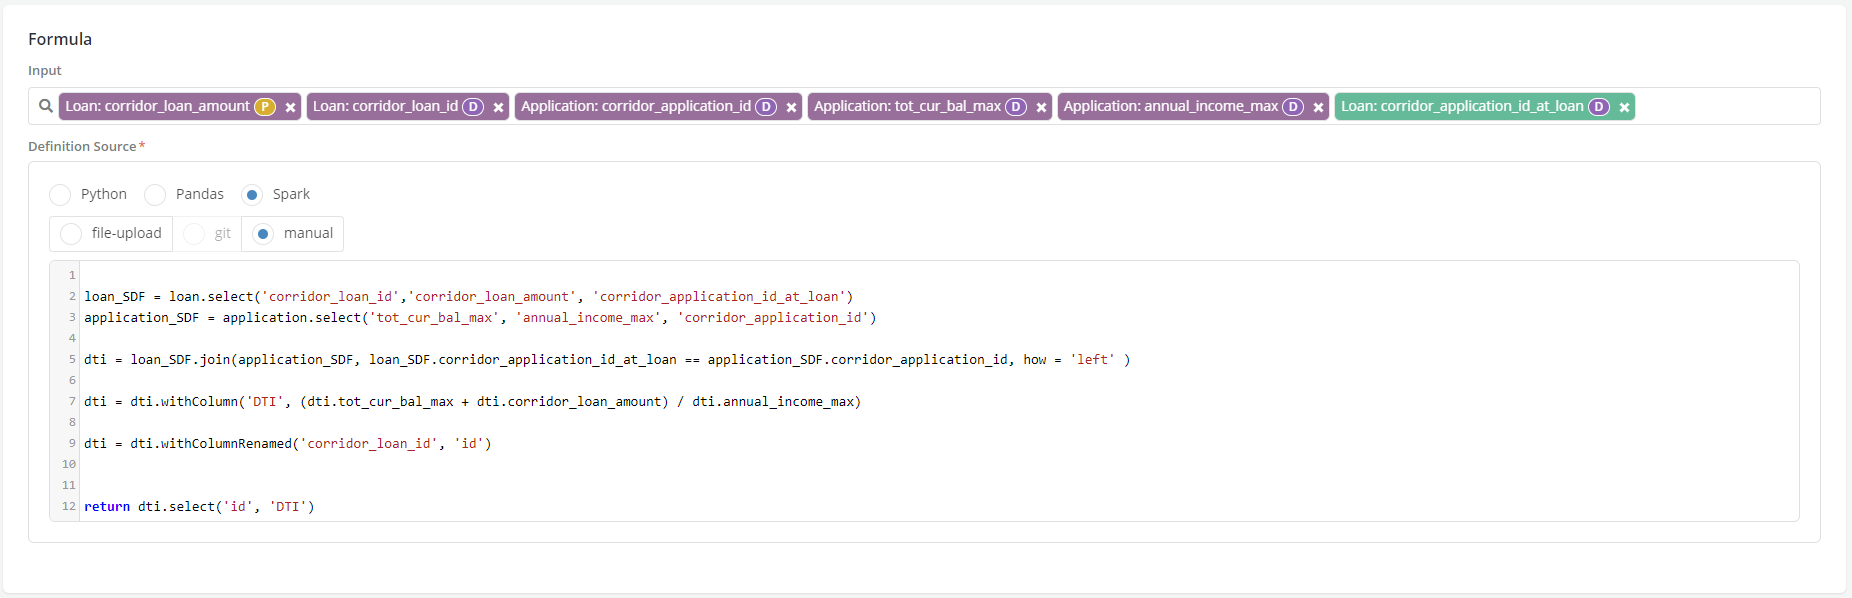 Formula
Input
Loan: corridor_loan_amount P × Loan: corridor_loan_id D × Application: corridor_application_id D × Application: tot_cur_bal_max D × Application: annual_income_max D × Loan: corridor_application_id_at_loan D ×
Definition Source*
Python Pandas Spark
file-upload git manual
1
2 loan_SDF = loan.select('corridor_loan_id','corridor_loan_amount', 'corridor_application_id_at_loan')
3 application_SDF = application.select('tot_cur_bal_max', 'annual_income_max', 'corridor_application_id')
4
5 dti = loan_SDF.join(application_SDF, loan_SDF.corridor_application_id_at_loan == application_SDF.corridor_application_id, how = 'left' )
6
7 dti = dti.withColumn('DTI', (dti.tot_cur_bal_max + dti.corridor_loan_amount) / dti.annual_income_max)
8
9 dti = dti.withColumnRenamed('corridor_loan_id', 'id')
10
11
12 return dti.select('id', 'DTI')